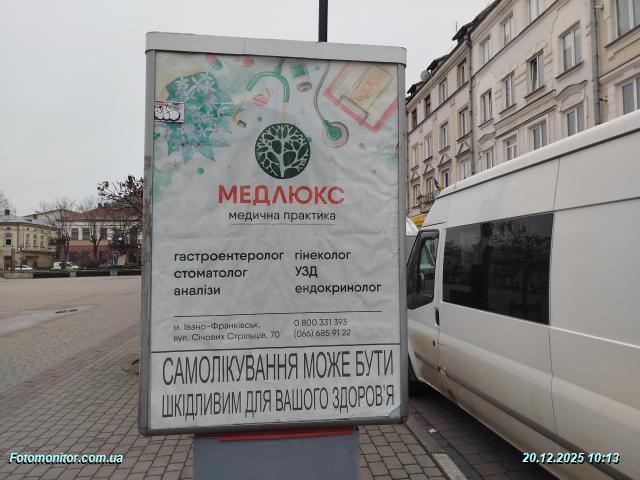 МЕДЛЮКС
медична практика
гастроентеролог гінеколог
стоматолог УЗД
аналізи ендокринолог
м. Івано-Франківськ, 0 800 331 393
вул. Січових Стрільців, 70 (066) 685 91 22
САМОЛІКУВАННЯ МОЖЕ БУТИ
ШКІДЛИВИМ ДЛЯ ВАШОГО ЗДОРОВ'Я
Fotomonitor.com.ua 20.12.2025 10:13